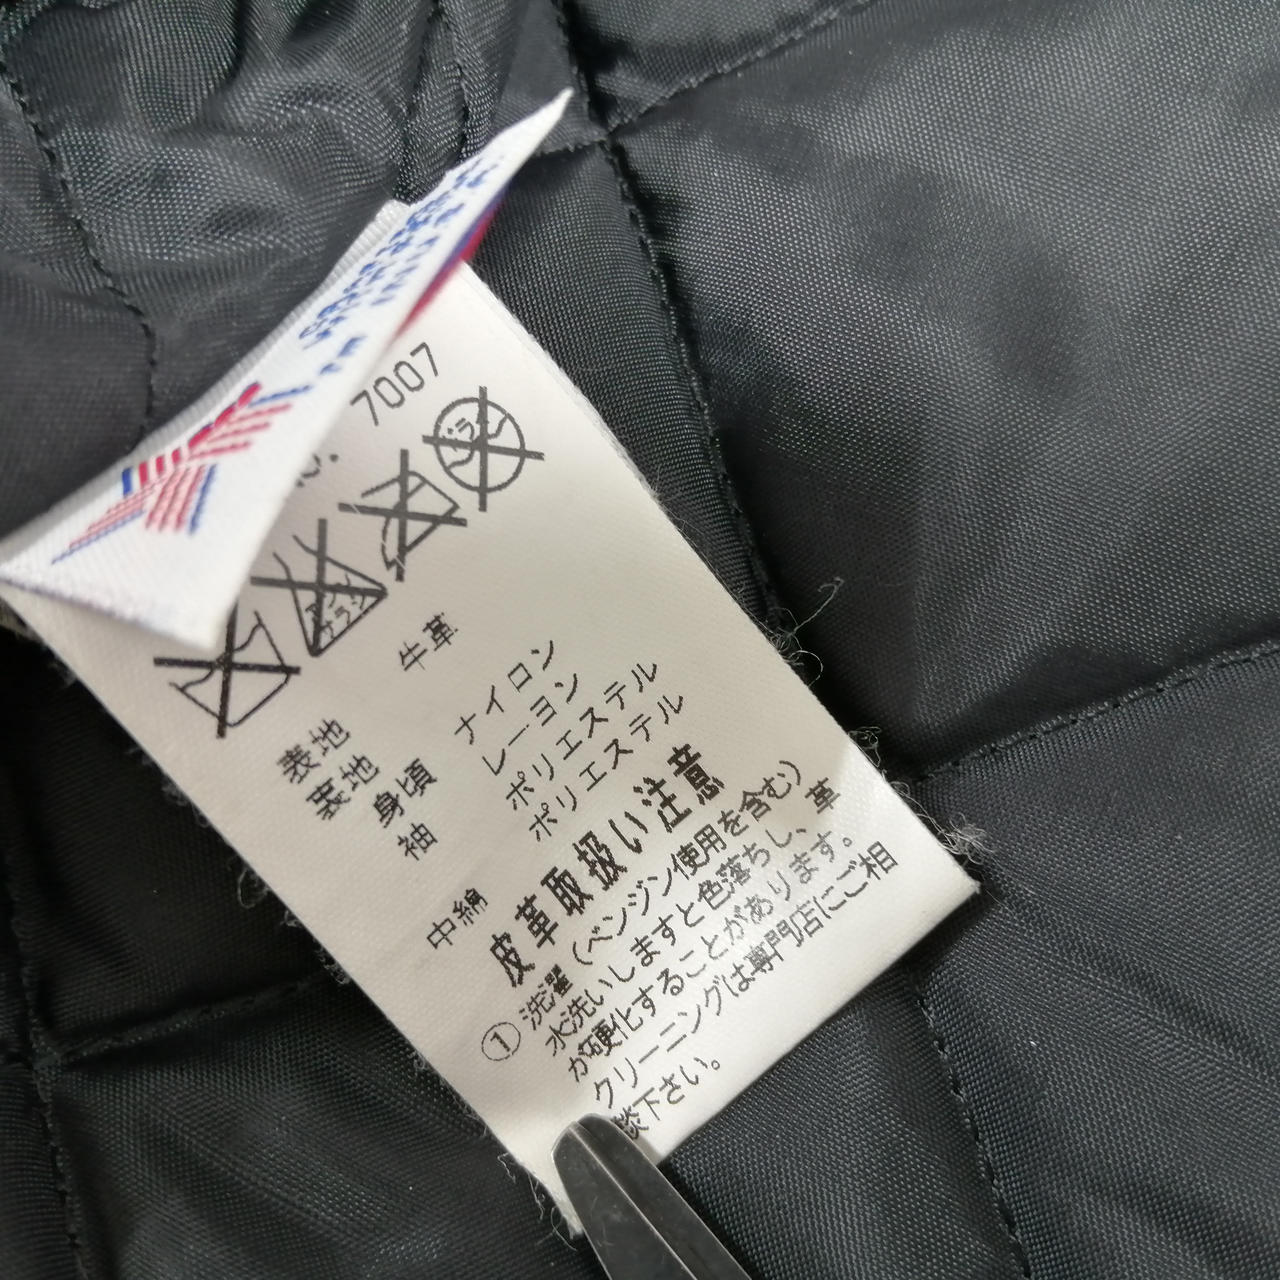 7007
牛革
表地
裏地 身頃 ナイロン
レーヨン
袖 ポリエステル
中綿 ポリエステル
皮革取扱い注意
① 洗濯(ベンジン使用を含む)
水洗いしますと色落ちし、革
が硬化することがあります。
クリーニングは専門店にご相
談下さい。